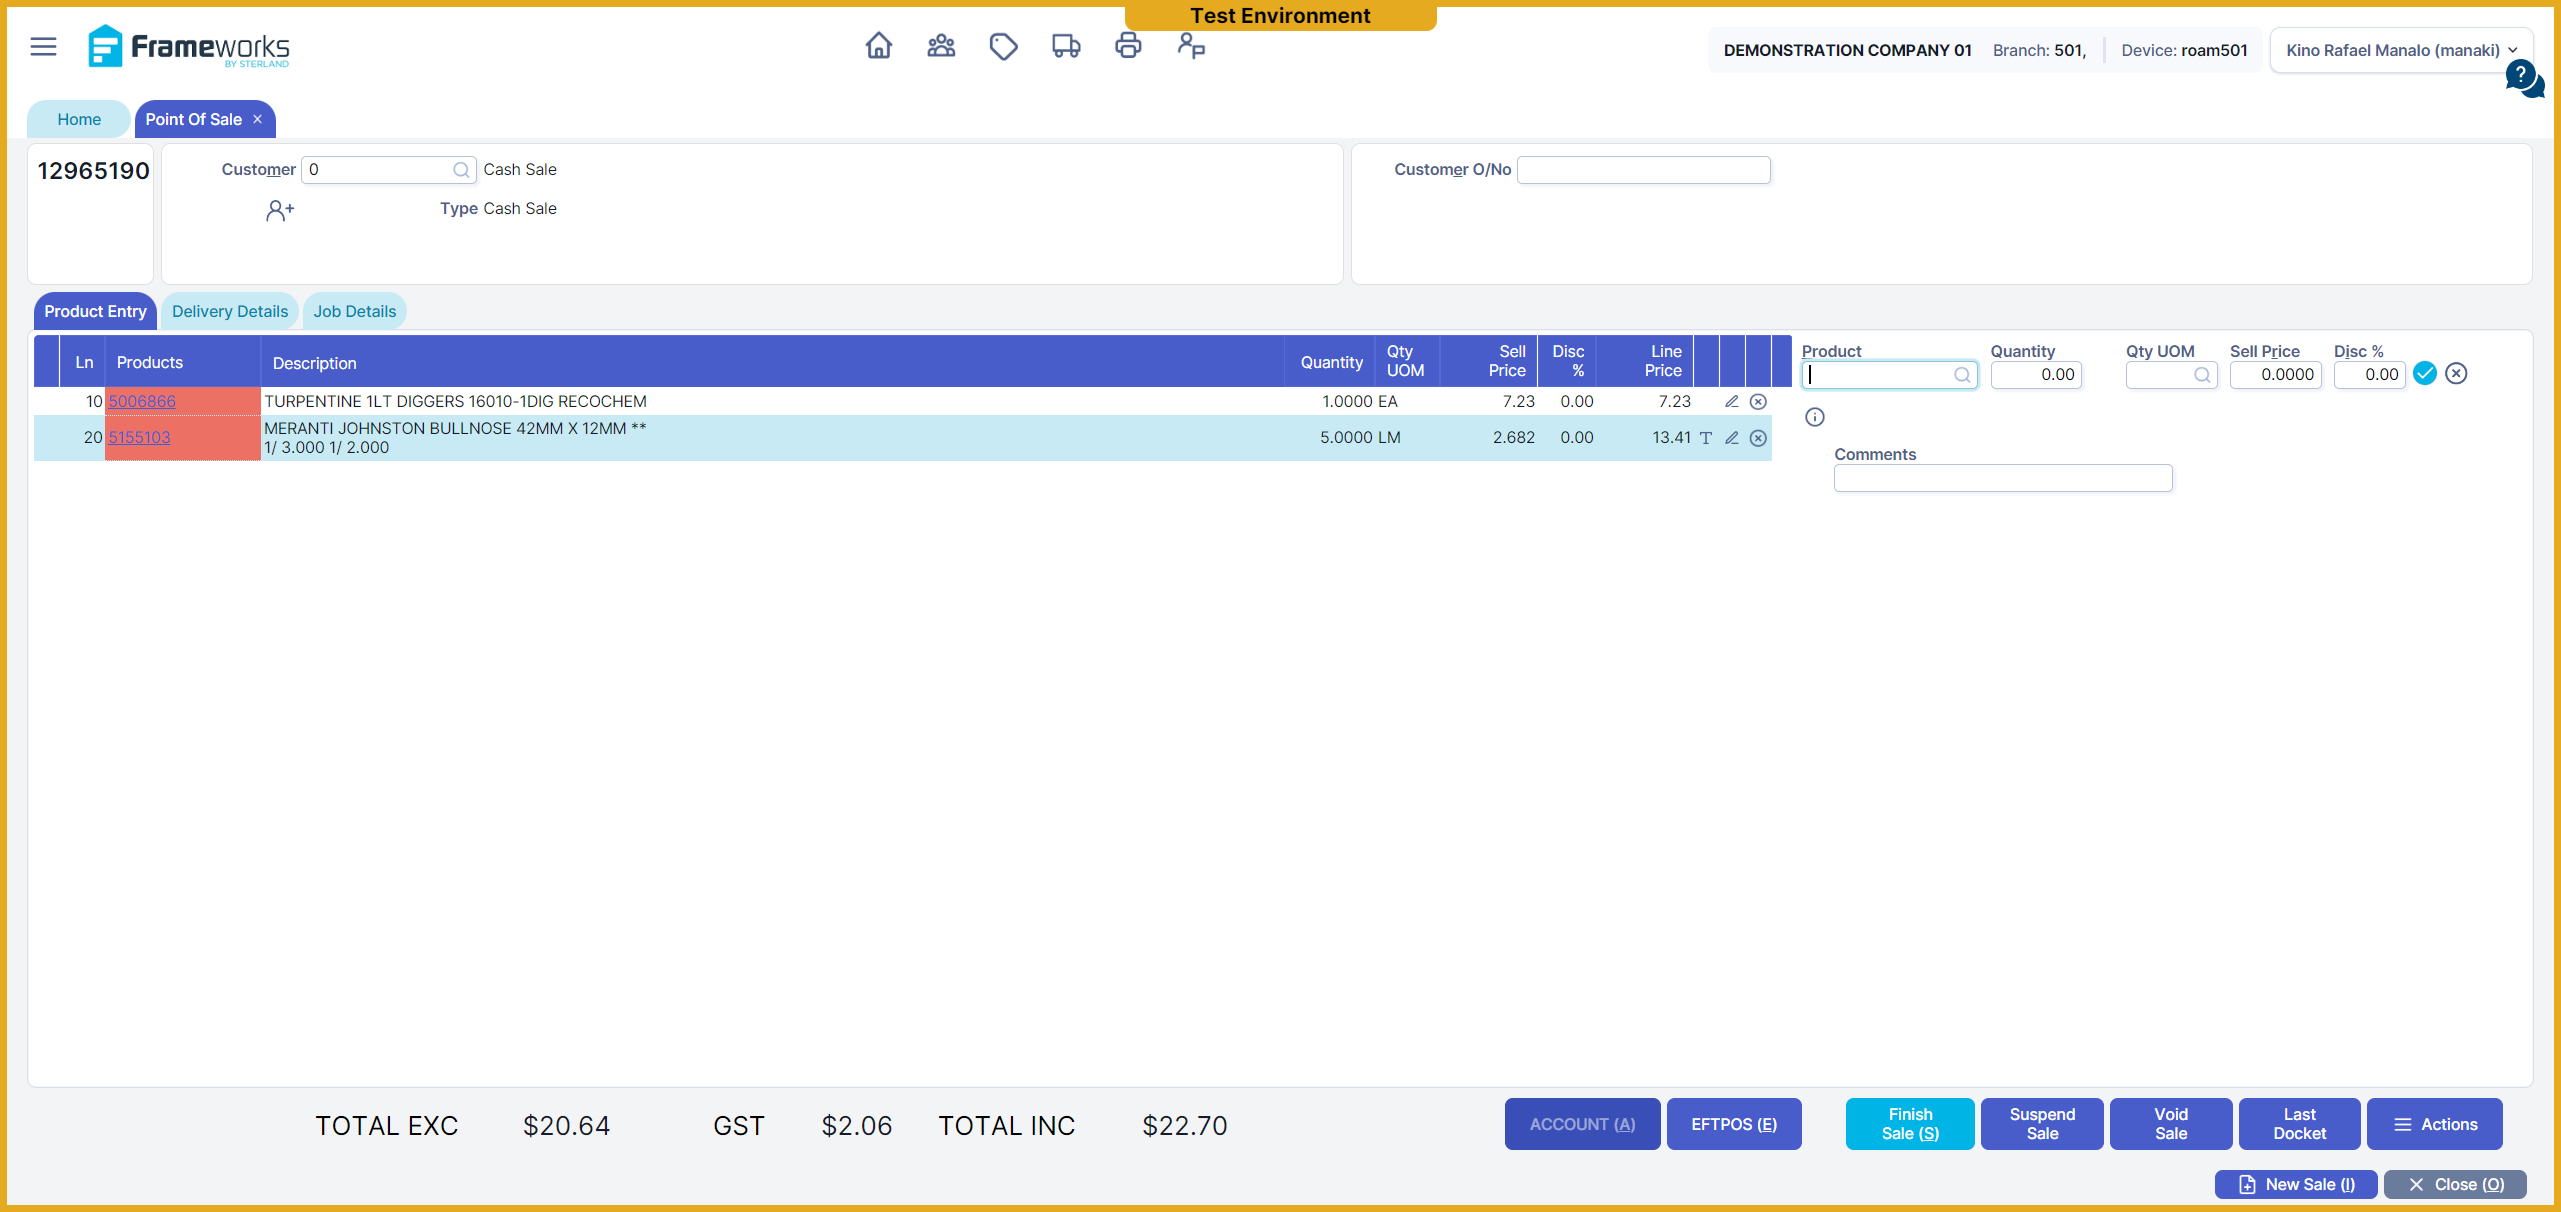 Test Environment
Frameworks
BY STERLAND
DEMONSTRATION COMPANY 01 Branch: 501, Device: roam501
Kino Rafael Manalo (manaki)
?
Home
Point Of Sale ×
12965190
Customer 0 Cash Sale
Type Cash Sale
Customer O/No
Product Entry
Delivery Details
Job Details
Ln Products Description Quantity Qty UOM Sell Price Disc % Line Price
10 5006866 TURPENTINE 1LT DIGGERS 16010-1DIG RECOCHEM 1.0000 EA 7.23 0.00 7.23
20 5155103 MERANTI JOHNSTON BULLNOSE 42MM X 12MM ** 5.0000 LM 2.682 0.00 13.41 T
1/ 3.000 1/ 2.000
Product Quantity Qty UOM Sell Price Disc %
0.00 0.0000 0.00
Comments
TOTAL EXC $20.64 GST $2.06 TOTAL INC $22.70
ACCOUNT (A)
EFTPOS (E)
Finish
Sale (S)
Suspend
Sale
Void
Sale
Last
Docket
Actions
New Sale (I)
Close (O)